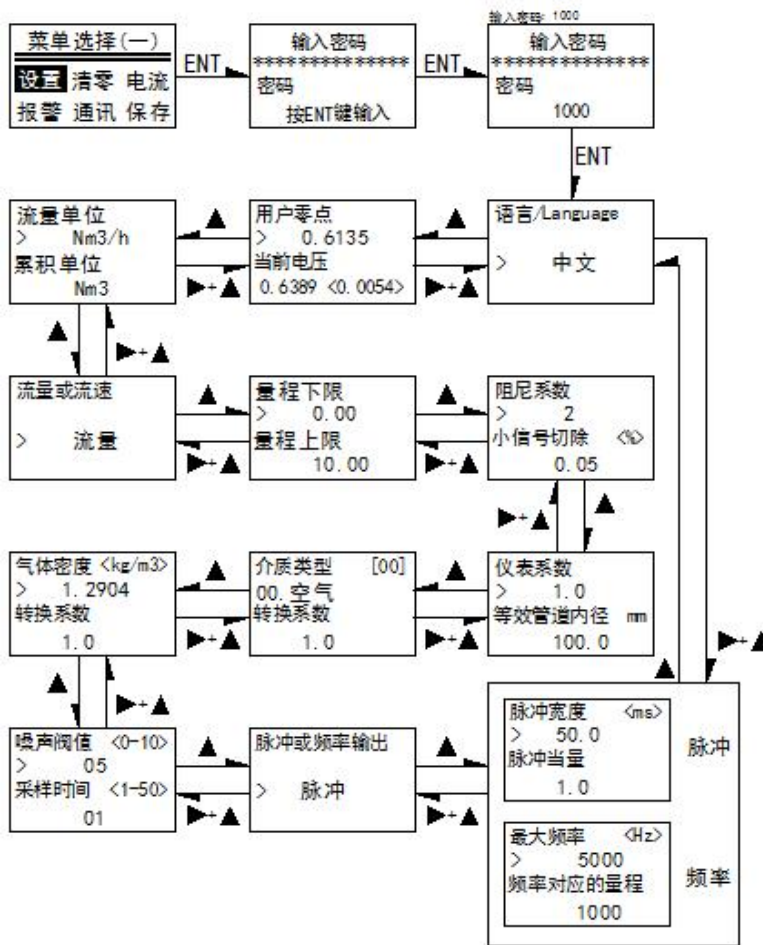 输入密码: 1000
菜单选择(一)
设置 清零 电流
报警 通讯 保存
ENT
输入密码
**************
密码
按ENT键输入
ENT
输入密码
**************
密码
1000
ENT
流量单位
> Nm3/h
累积单位
Nm3
▲
▶+▲
用户零点
> 0.6135
当前电压
0.6389 <0.0054>
▲
▶+▲
语言/Language
> 中文
▲
▶+▲
流量或流速
> 流量
▲
▶+▲
量程下限
> 0.00
量程上限
10.00
▲
▶+▲
阻尼系数
> 2
小信号切除 <%>
0.05
▶+▲
▲
气体密度 <kg/m3>
> 1.2904
转换系数
1.0
▲
▶+▲
介质类型 [00]
00.空气
转换系数
1.0
▲
▶+▲
仪表系数
> 1.0
等效管道内径 mm
100.0
▲
▶+▲
▲
▶+▲
噪声阀值 <0-10>
> 05
采样时间 <1-50>
01
▲
▶+▲
脉冲或频率输出
> 脉冲
▲
▶+▲
脉冲宽度 <ms>
> 50.0
脉冲当量
1.0
脉冲
最大频率 <Hz>
> 5000
频率对应的量程
1000
频率